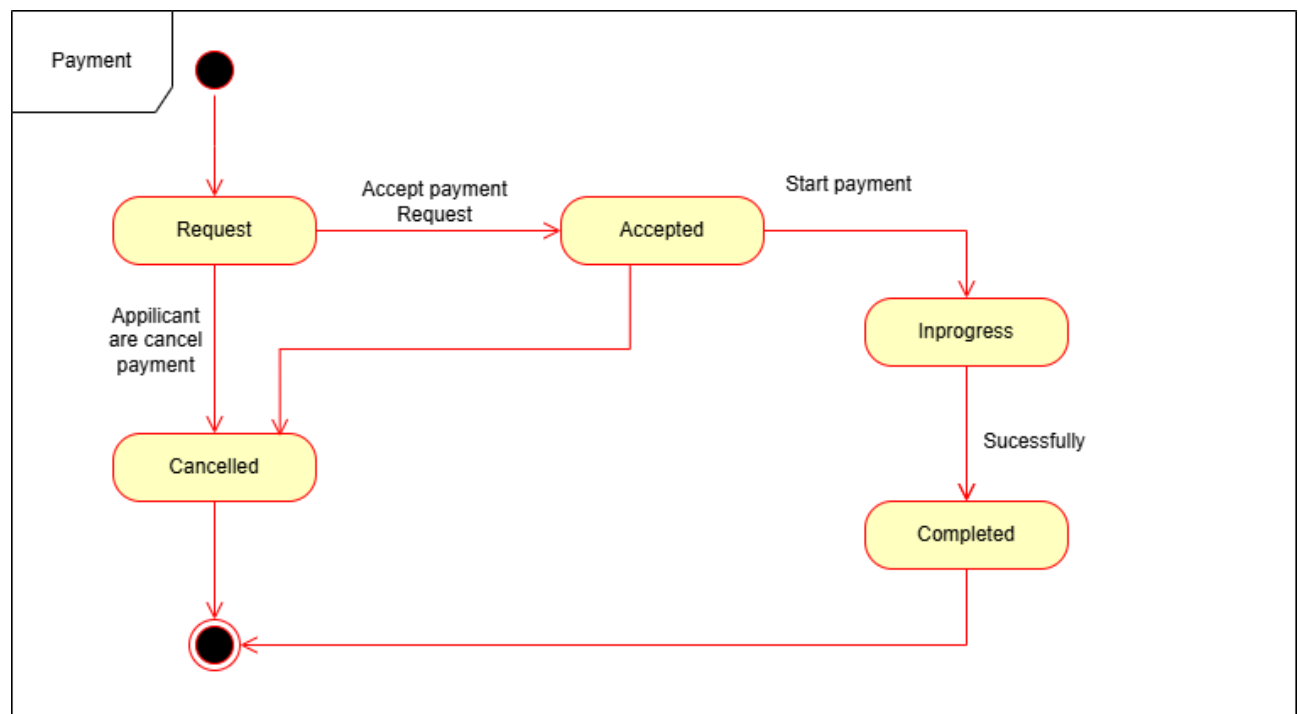 Payment
Accept payment
Request
Start payment
Request
Accepted
Appilicant
are cancel
payment
Inprogress
Sucessfully
Cancelled
Completed